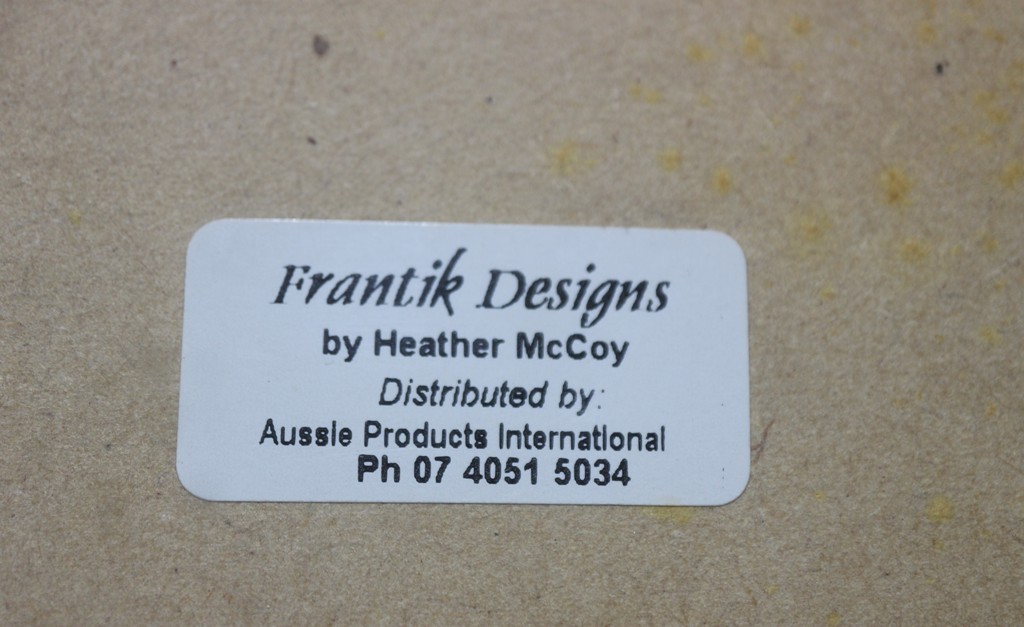 Frantik Designs
by Heather McCoy
Distributed by:
Aussie Products International
Ph 07 4051 5034